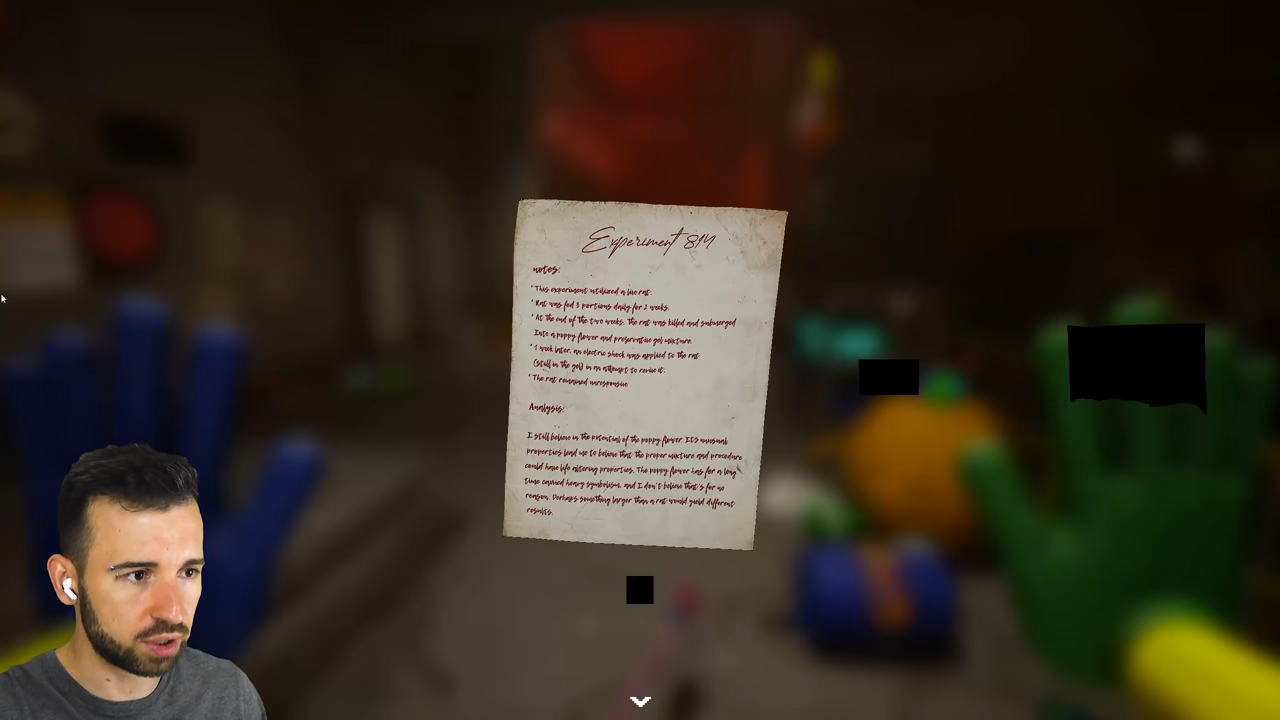 Experiment 814
notes:
* This experiment utilized a live rat.
* Rat was fed 3 portions daily for 2 weeks.
* At the end of the two weeks, the rat was killed and submerged
Into a poppy flower and preservative gel mixture.
* 1 week later, an electric shock was applied to the rat
(still in the gel) in an attempt to revive it.
* The rat remained unresponsive
Analysis:
I still believe in the potential of the poppy flower. It's unusual
properties lead me to believe that the proper mixture and procedure
could have life altering properties. The poppy flower has for a long
time carried heavy symbolism, and I don't believe that's for no
reason. Perhaps something larger than a rat would yield different
results.